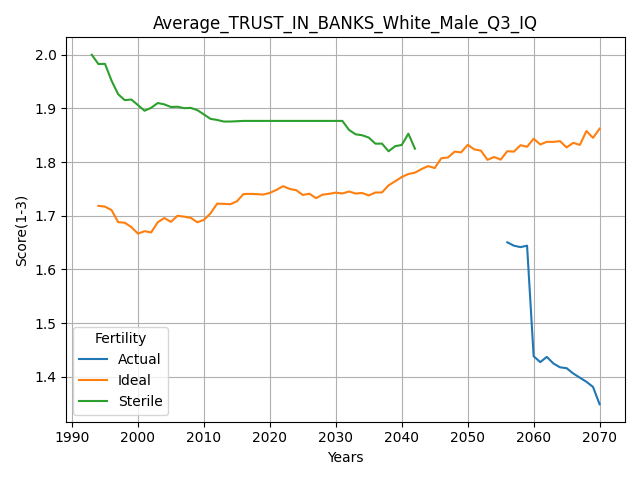 Average_TRUST_IN_BANKS_White_Male_Q3_IQ
Score(1-3)
2.0
1.9
1.8
1.7
1.6
1.5
1.4
Fertility
Actual
Ideal
Sterile
1990 2000 2010 2020 2030 2040 2050 2060 2070
Years